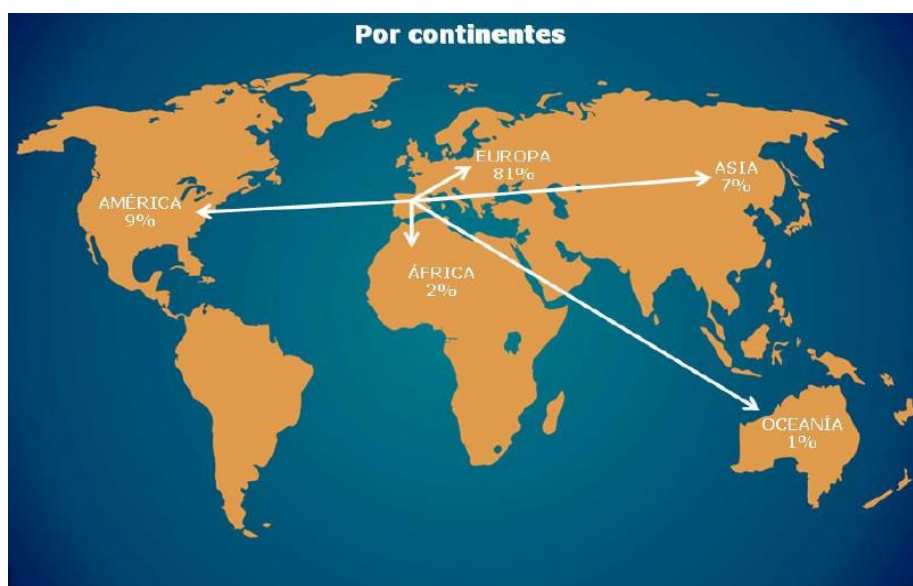 Por continentes
EUROPA
81%
ASIA
7%
AMÉRICA
9%
ÁFRICA
2%
OCEANÍA
1%